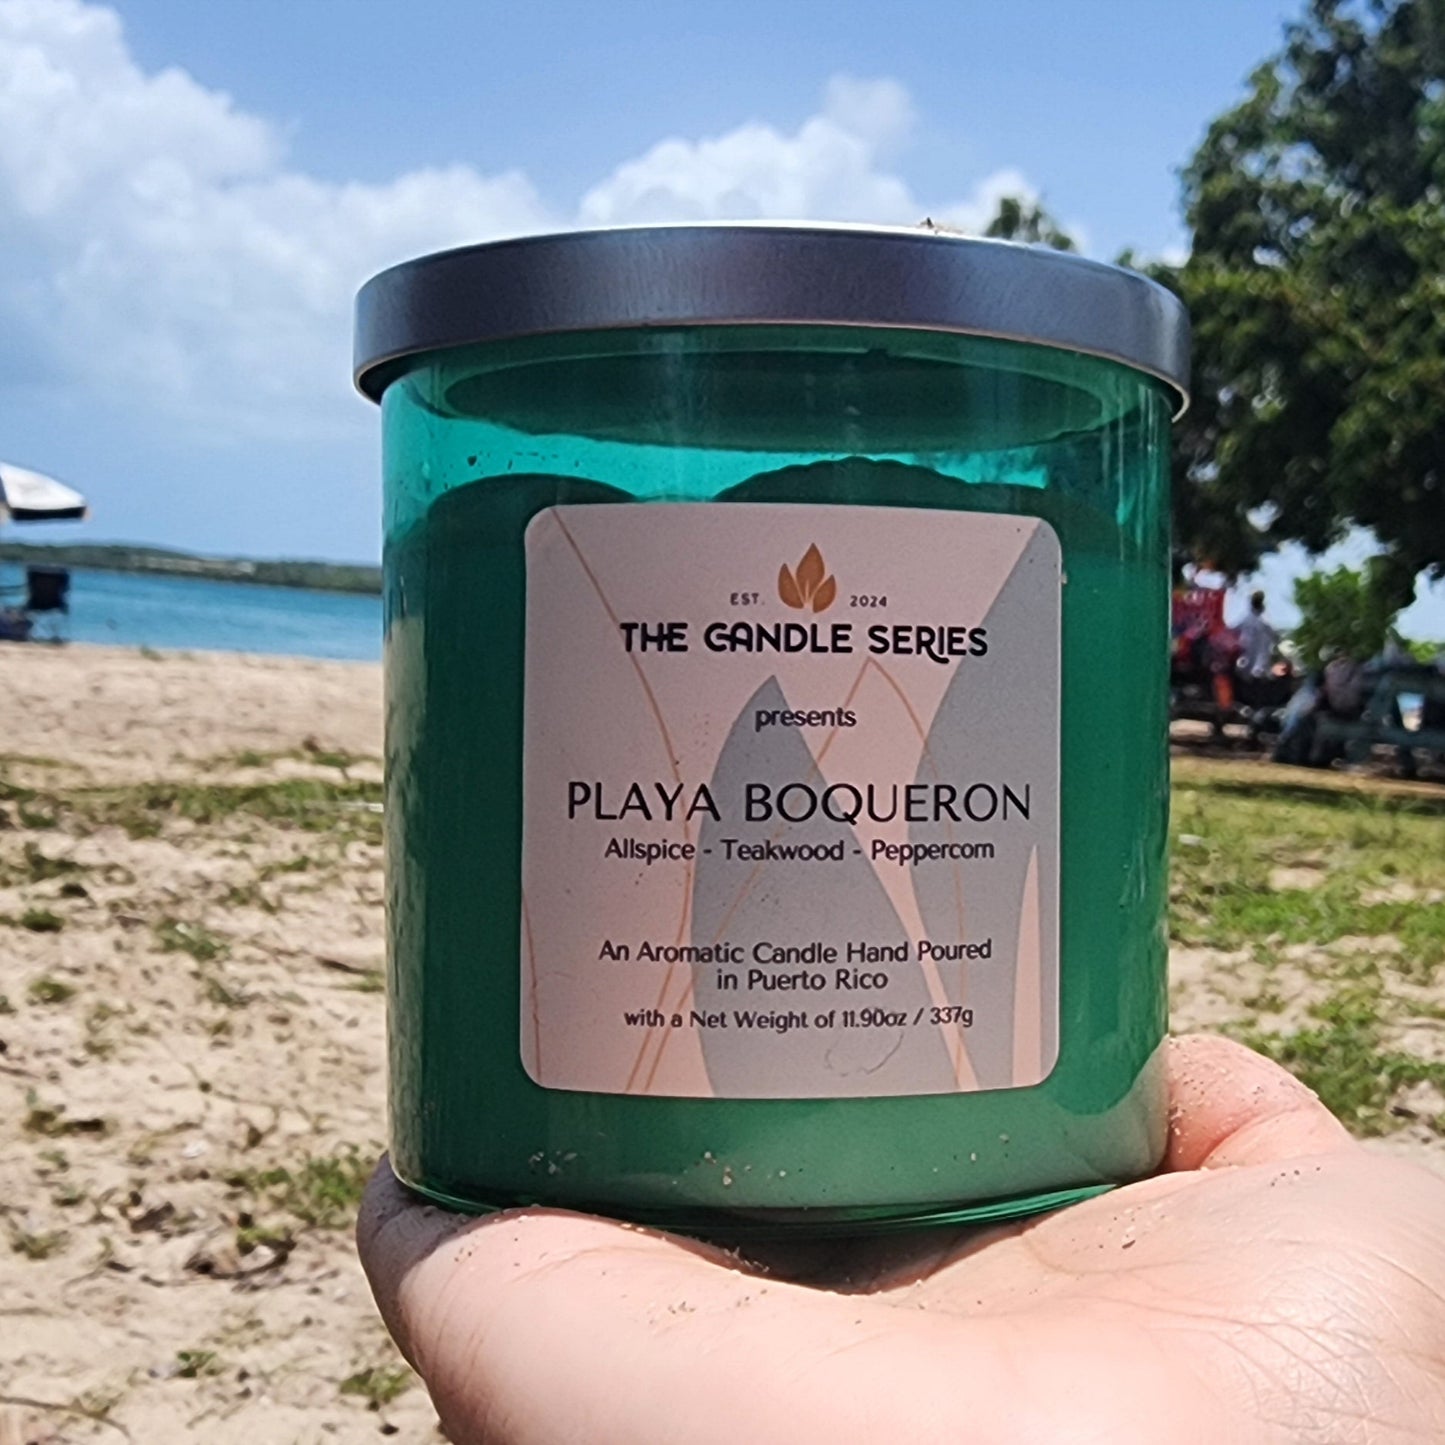 EST. 2024
THE CANDLE SERIES
presents
PLAYA BOQUERON
Allspice - Teakwood - Peppercorn
An Aromatic Candle Hand Poured
in Puerto Rico
with a Net Weight of 11.90oz / 337g